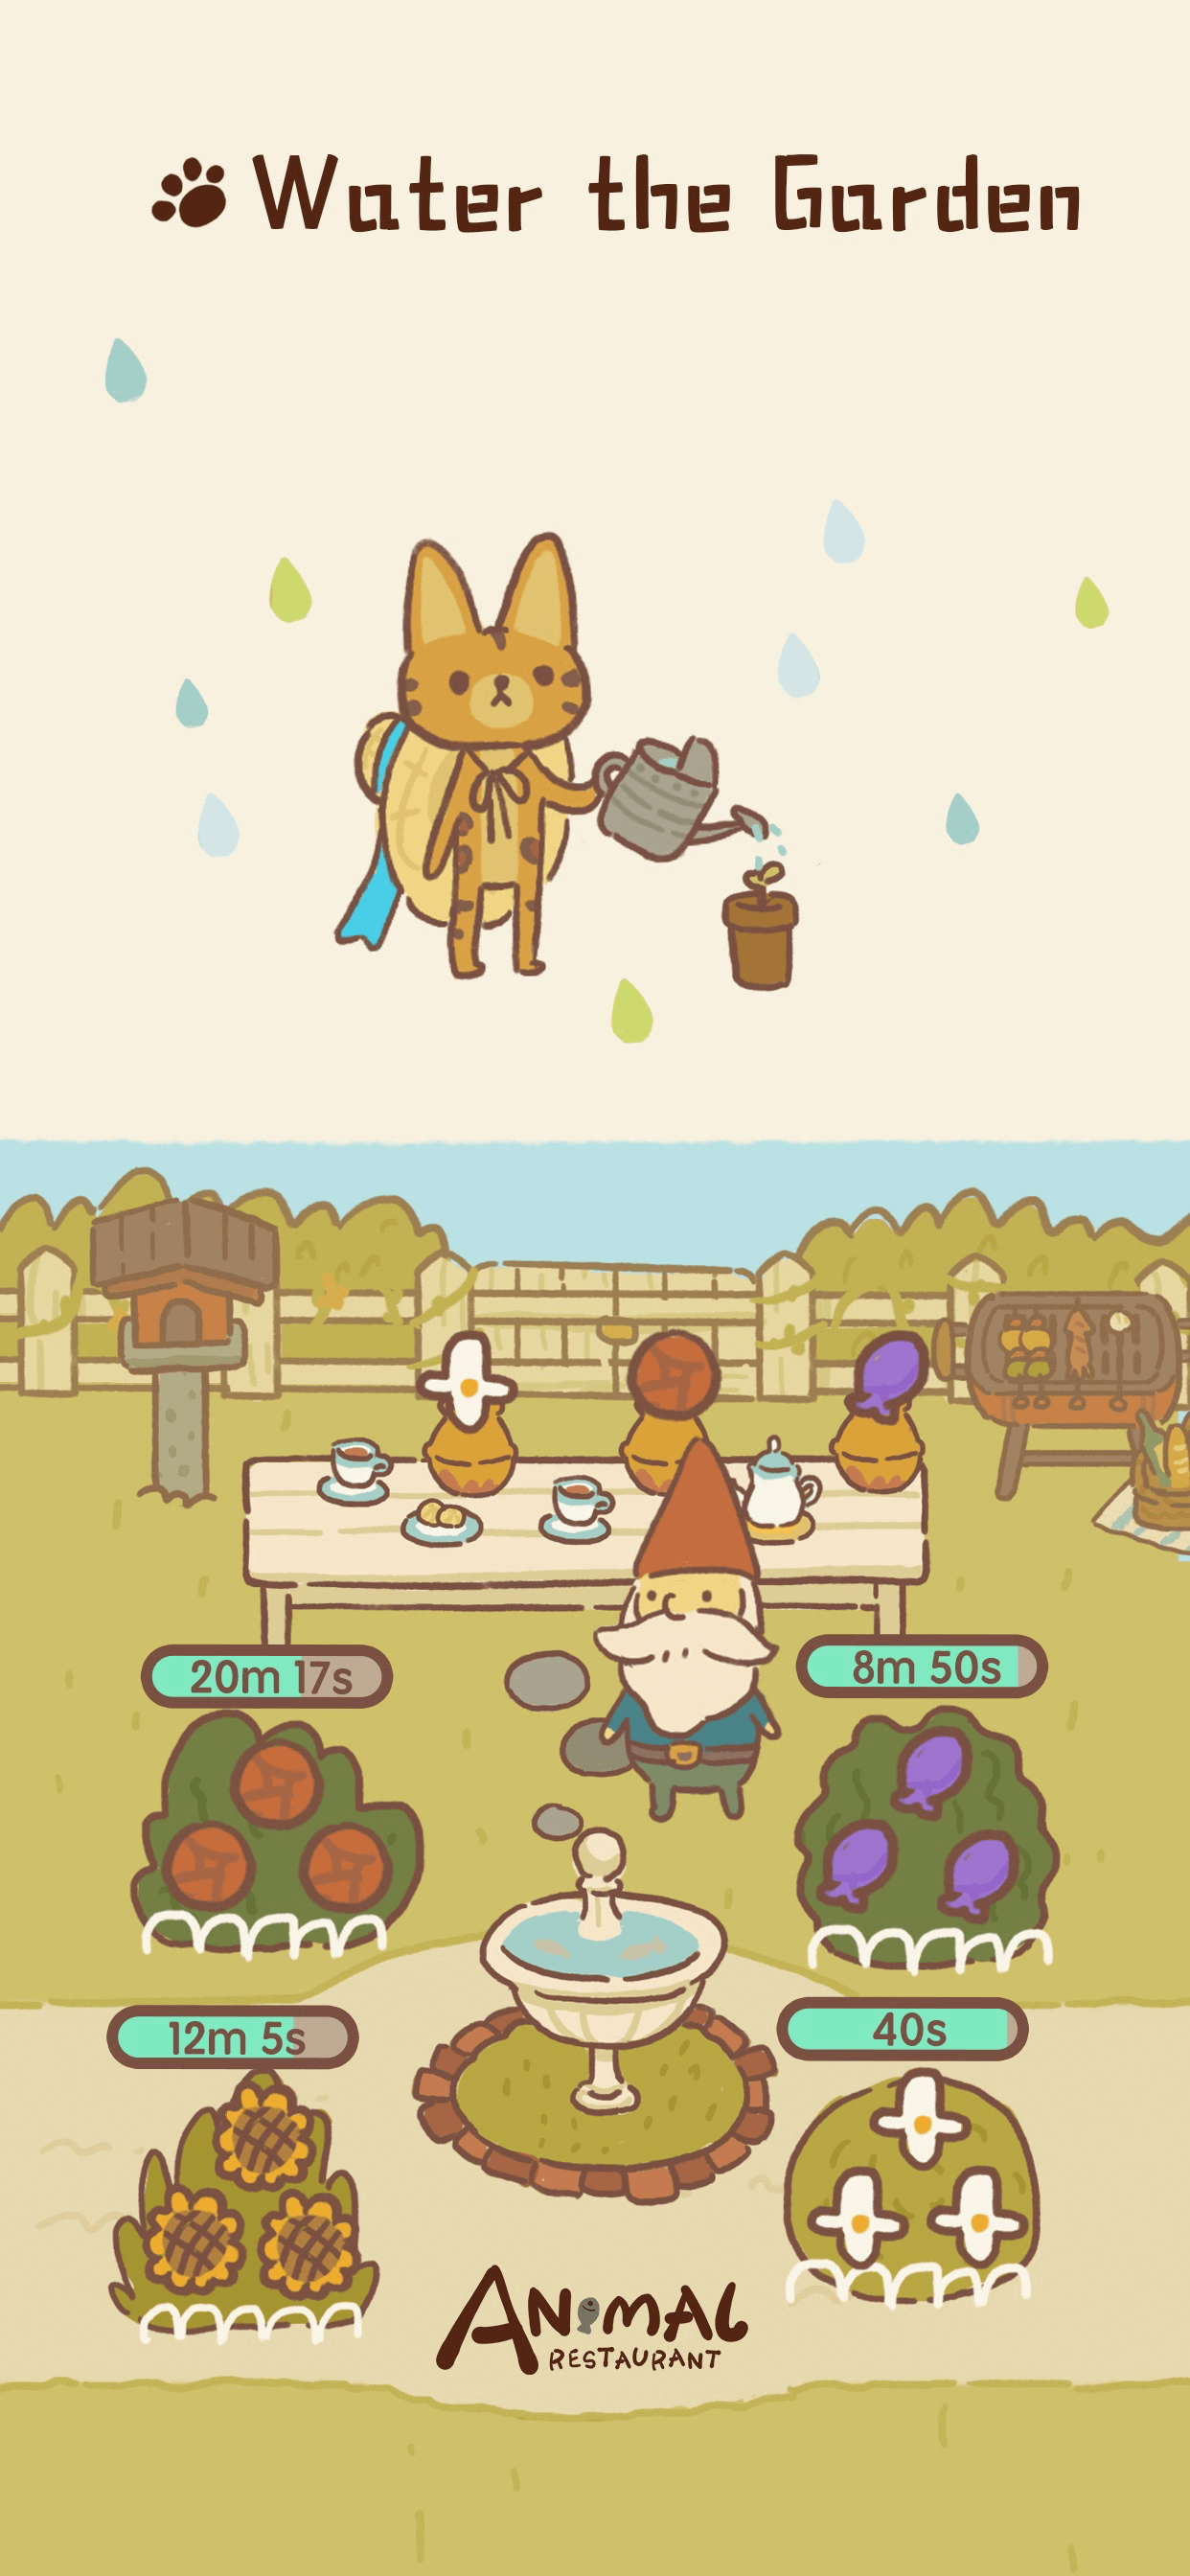 Water the Garden
20m 17s
8m 50s
12m 5s
40s
ANIMAL
RESTAURANT